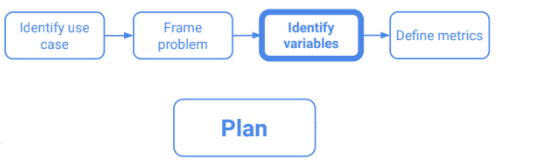 Identify use
case
Frame
problem
Identify
variables
Define metrics
Plan